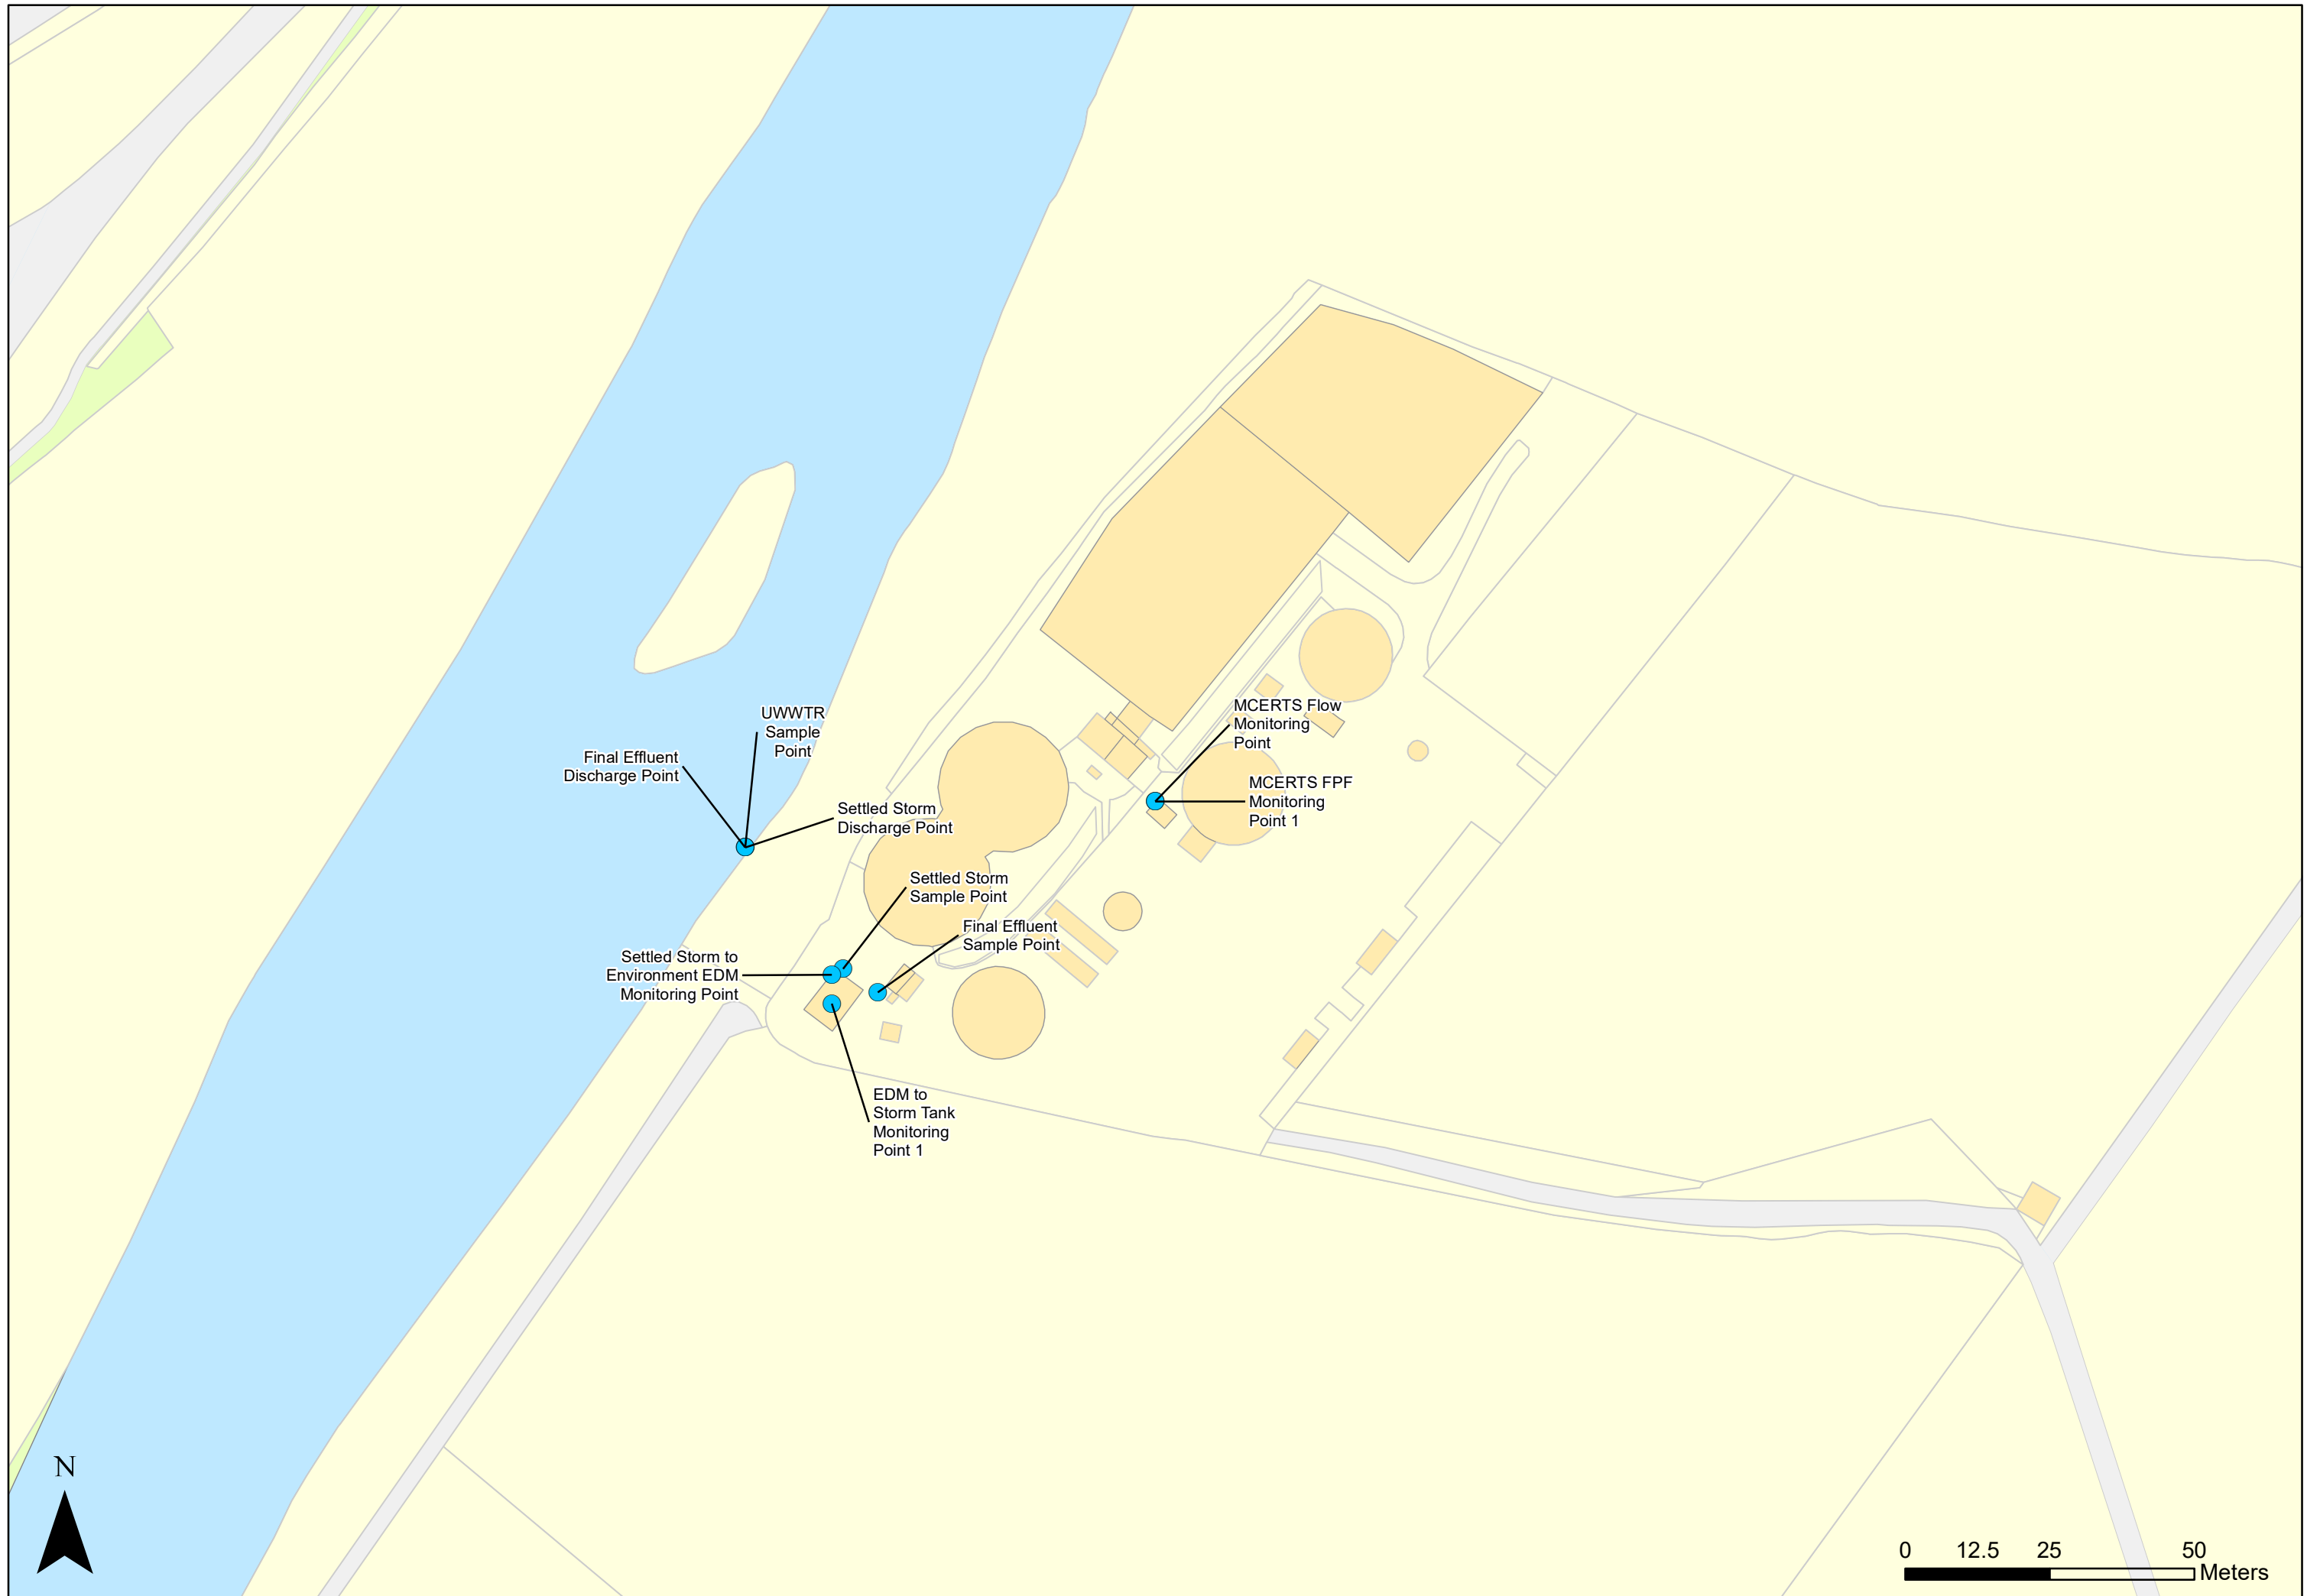 UWWTR
Sample
Point
Final Effluent
Discharge Point
MCERTS Flow
Monitoring
Point
MCERTS FPF
Monitoring
Point 1
Settled Storm
Discharge Point
Settled Storm
Sample Point
Final Effluent
Sample Point
Settled Storm to
Environment EDM
Monitoring Point
EDM to
Storm Tank
Monitoring
Point 1
N
0 12.5 25 50
Meters